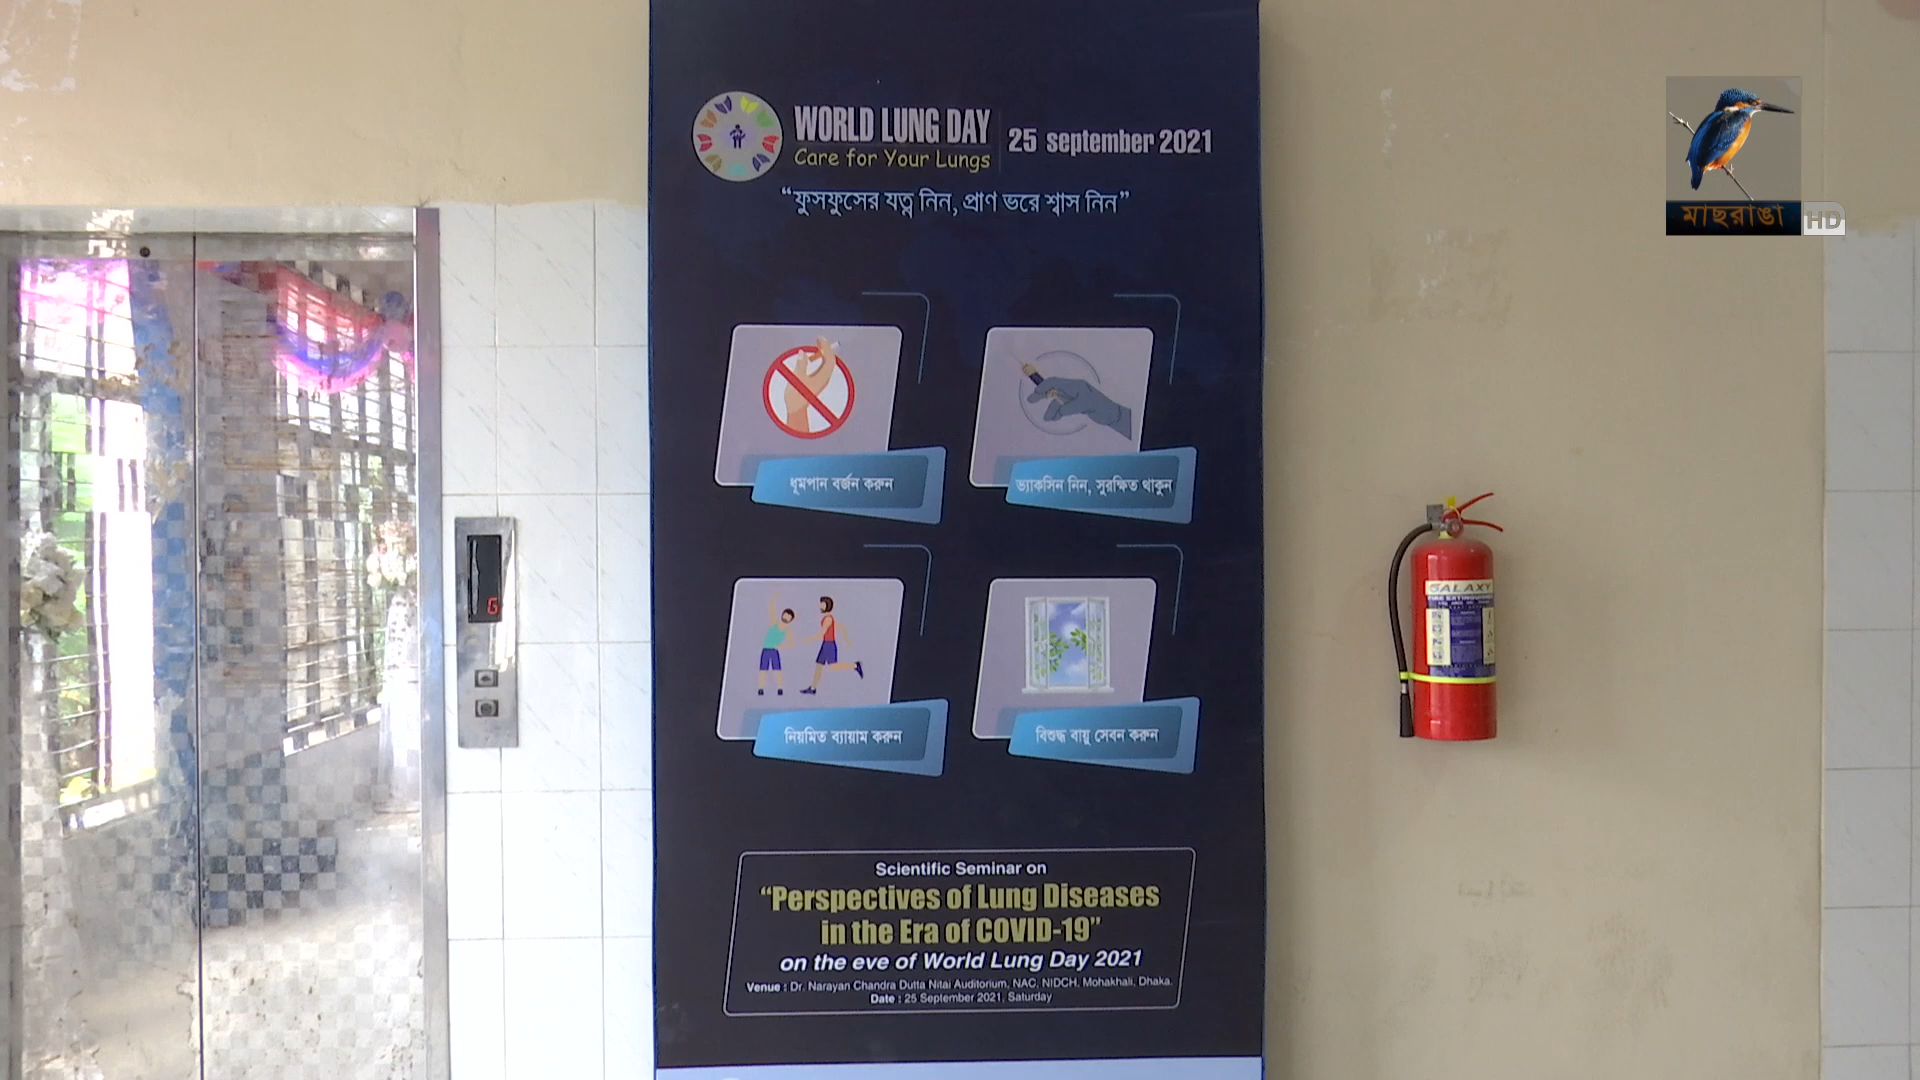 WORLD LUNG DAY
Care for Your Lungs
25 september 2021
“ফুসফুসের যত্ন নিন, প্রাণ ভরে শ্বাস নিন”
ধূমপান বর্জন করুন
ভ্যাকসিন নিন, সুরক্ষিত থাকুন
নিয়মিত ব্যায়াম করুন
বিশুদ্ধ বায়ু সেবন করুন
Scientific Seminar on
“Perspectives of Lung Diseases
in the Era of COVID-19”
on the eve of World Lung Day 2021
Venue : Dr. Narayan Chandra Dutta Nitai Auditorium, NAC, NIDCH, Mohakhali, Dhaka.
Date : 25 September 2021, Saturday
মাছরাঙা HD
G
GALAXY
FIRE EXTINGUISHER